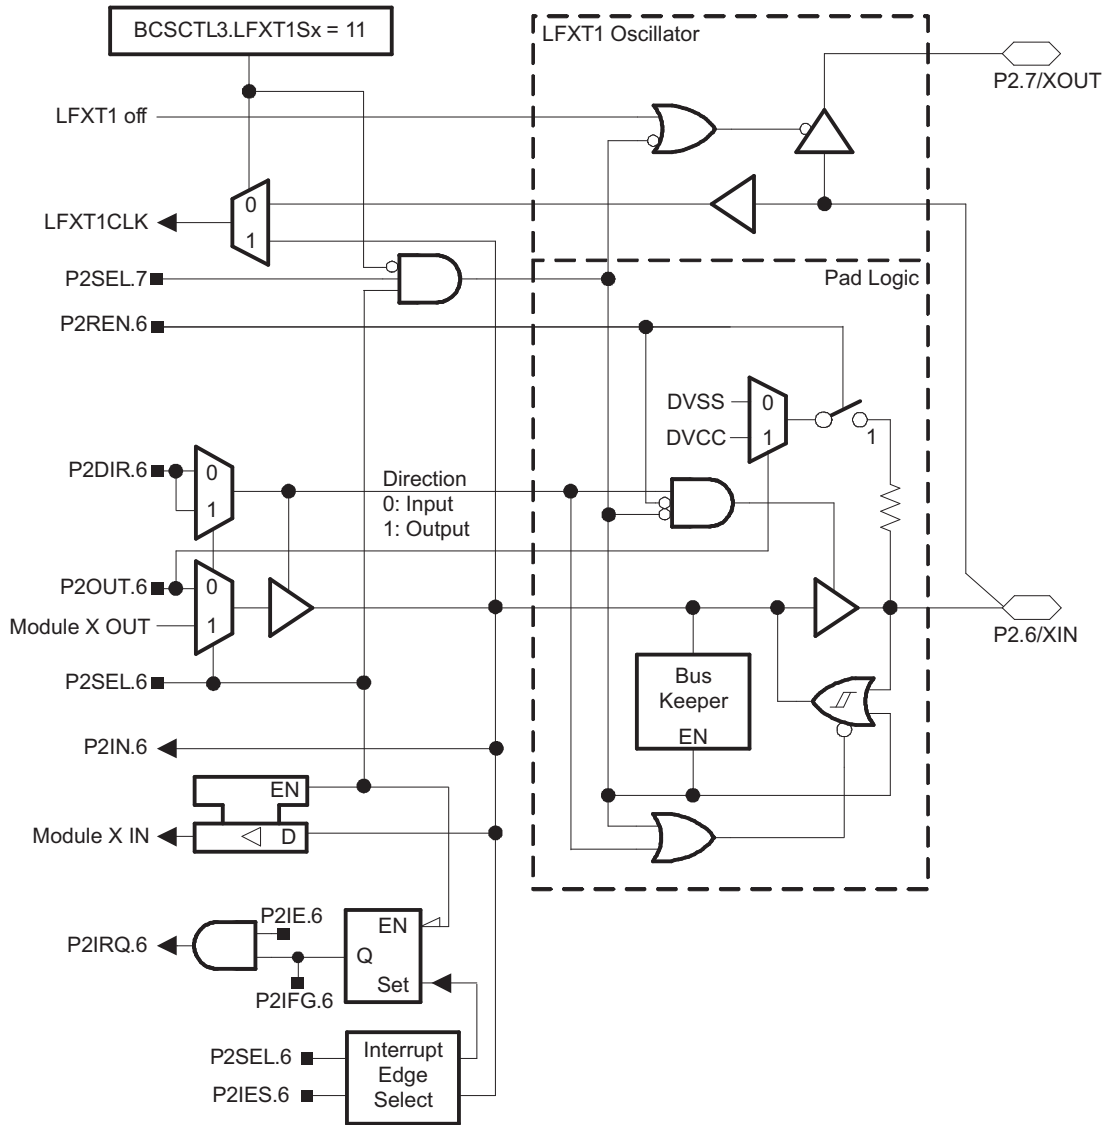 BCSCTL3.LFXT1Sx = 11
LFXT1 Oscillator
P2.7/XOUT
LFXT1 off
0
LFXT1CLK
1
P2SEL.7
Pad Logic
P2REN.6
DVSS
0
DVCC
1
1
P2DIR.6
0
1
Direction
0: Input
1: Output
P2OUT.6
0
Module X OUT
1
P2.6/XIN
P2SEL.6
Bus
Keeper
EN
P2IN.6
EN
Module X IN
D
P2IE.6
EN
P2IRQ.6
Q
Set
P2IFG.6
P2SEL.6
P2IES.6
Interrupt
Edge
Select